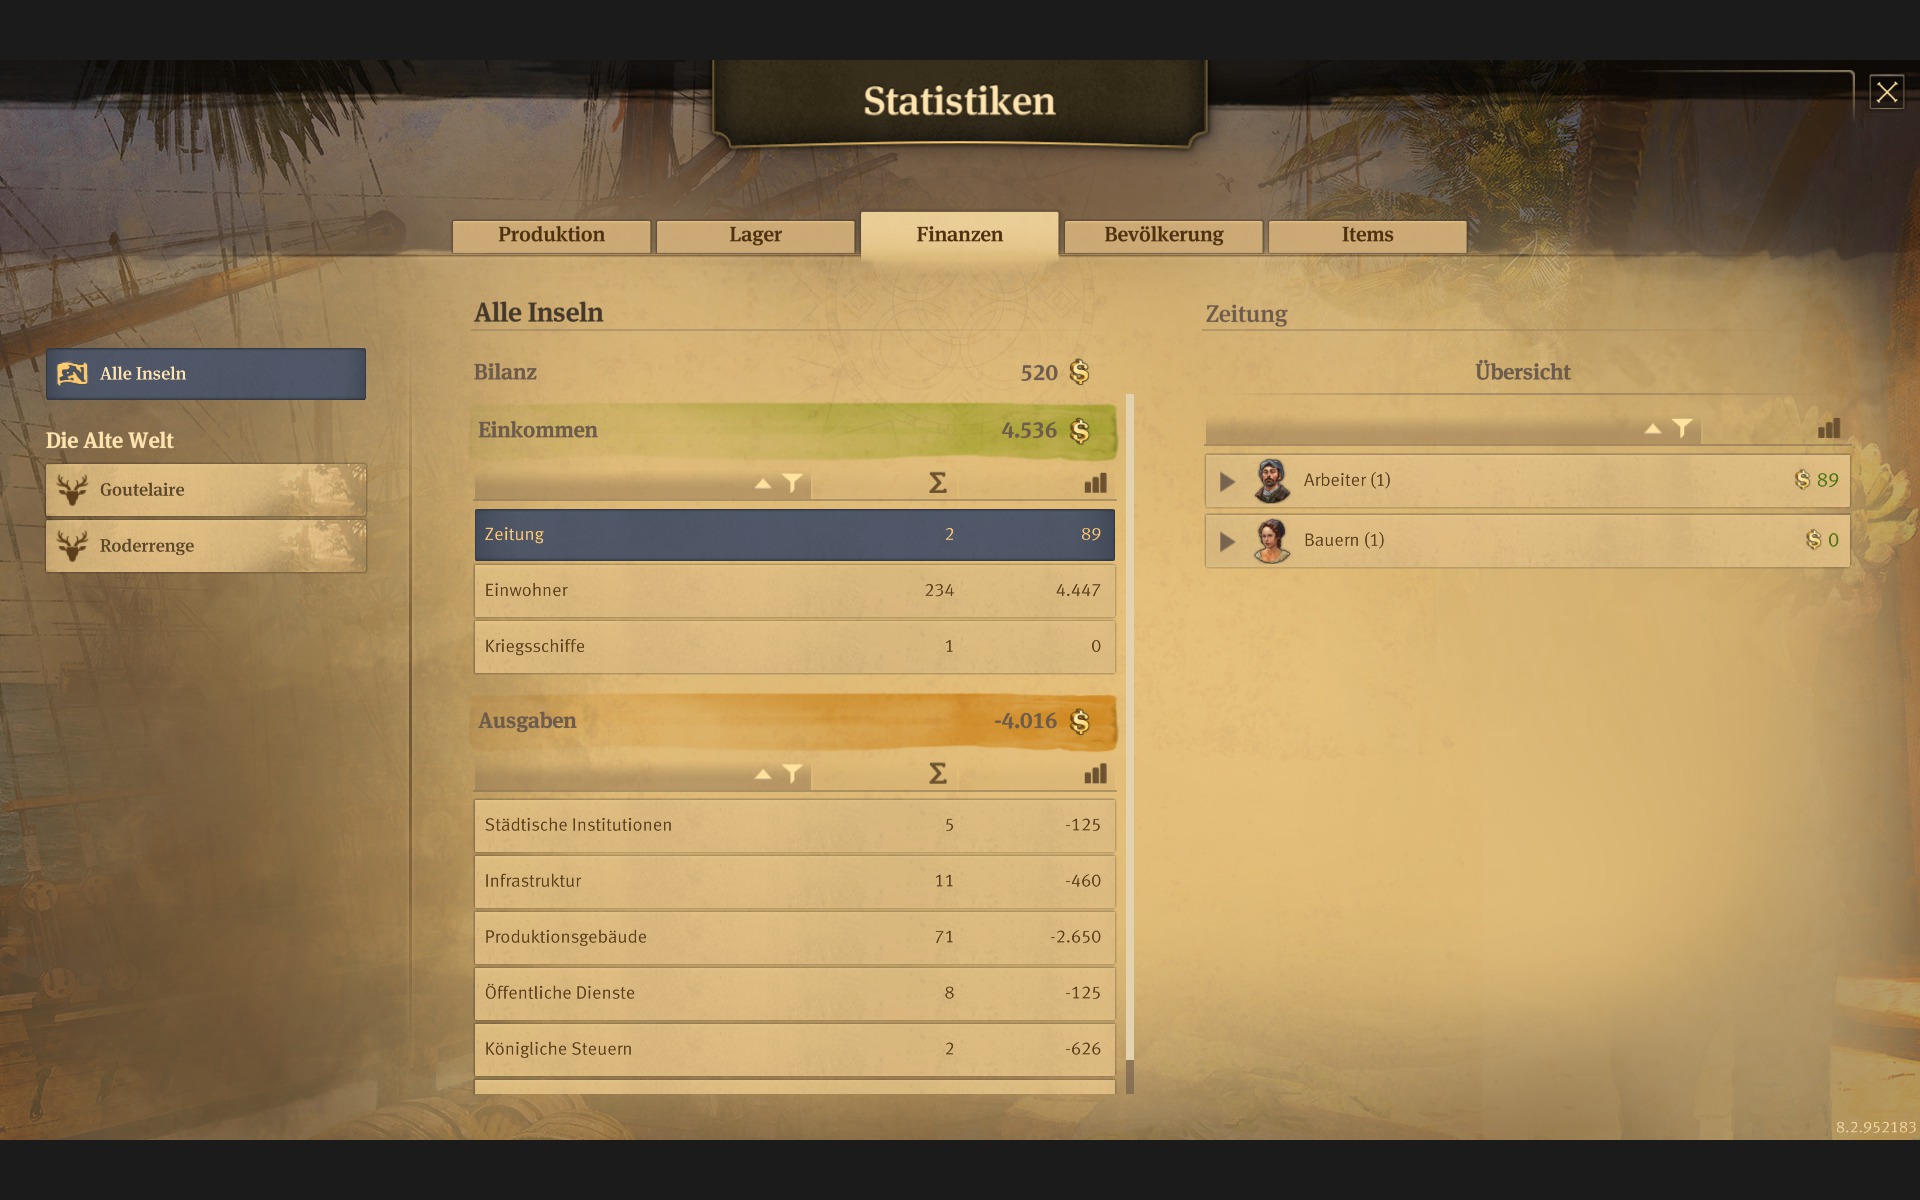 Statistiken
Produktion
Lager
Finanzen
Bevölkerung
Items
Alle Inseln
Die Alte Welt
Goutelaire
Roderrenge
Alle Inseln
Bilanz 520
Einkommen 4.536
Σ
Zeitung 2 89
Einwohner 234 4.447
Kriegsschiffe 1 0
Ausgaben -4.016
Σ
Städtische Institutionen 5 -125
Infrastruktur 11 -460
Produktionsgebäude 71 -2.650
Öffentliche Dienste 8 -125
Königliche Steuern 2 -626
Zeitung
Übersicht
Arbeiter (1) 89
Bauern (1) 0
8.2.952183